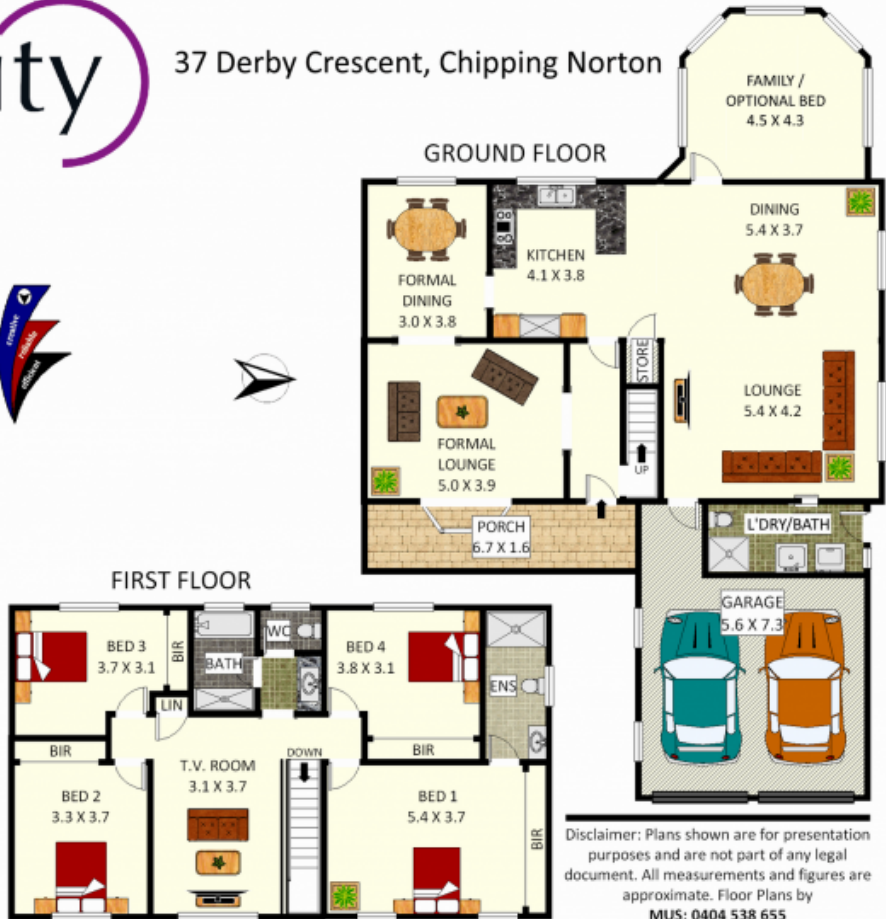 37 Derby Crescent, Chipping Norton
GROUND FLOOR
FAMILY /
OPTIONAL BED
4.5 X 4.3
DINING
5.4 X 3.7
KITCHEN
4.1 X 3.8
FORMAL
DINING
3.0 X 3.8
STORE
LOUNGE
5.4 X 4.2
FORMAL
LOUNGE
5.0 X 3.9
UP
PORCH
6.7 X 1.6
L'DRY/BATH
GARAGE
5.6 X 7.3
creative
reliable
efficient
FIRST FLOOR
BED 3
3.7 X 3.1
BIR
BATH
WC
BED 4
3.8 X 3.1
ENS
LIN
BIR
BIR
T.V. ROOM
3.1 X 3.7
DOWN
BED 2
3.3 X 3.7
BED 1
5.4 X 3.7
BIR
Disclaimer: Plans shown are for presentation
purposes and are not part of any legal
document. All measurements and figures are
approximate. Floor Plans by
MUS: 0404 538 655